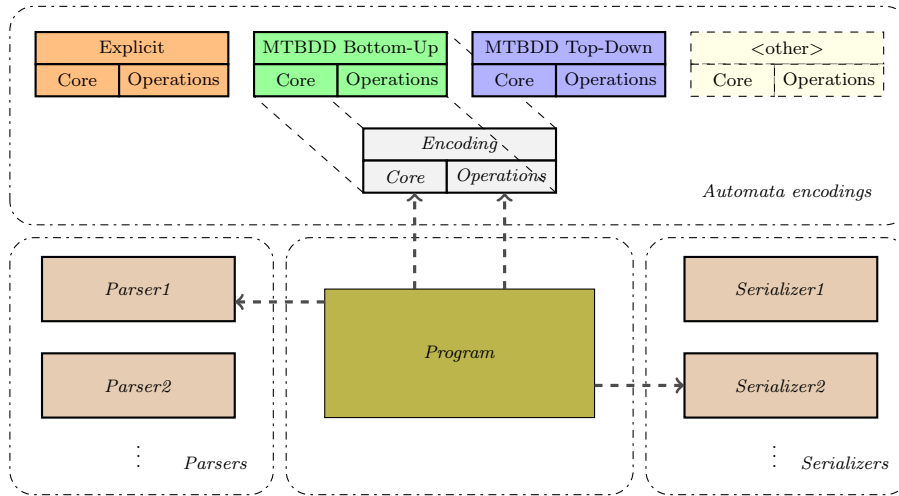 Explicit
Core
Operations
MTBDD Bottom-Up
Core
Operations
MTBDD Top-Down
Core
Operations
<other>
Core
Operations
Encoding
Core
Operations
Automata encodings
Parser1
Parser2
⋮
Parsers
Program
Serializer1
Serializer2
⋮
Serializers